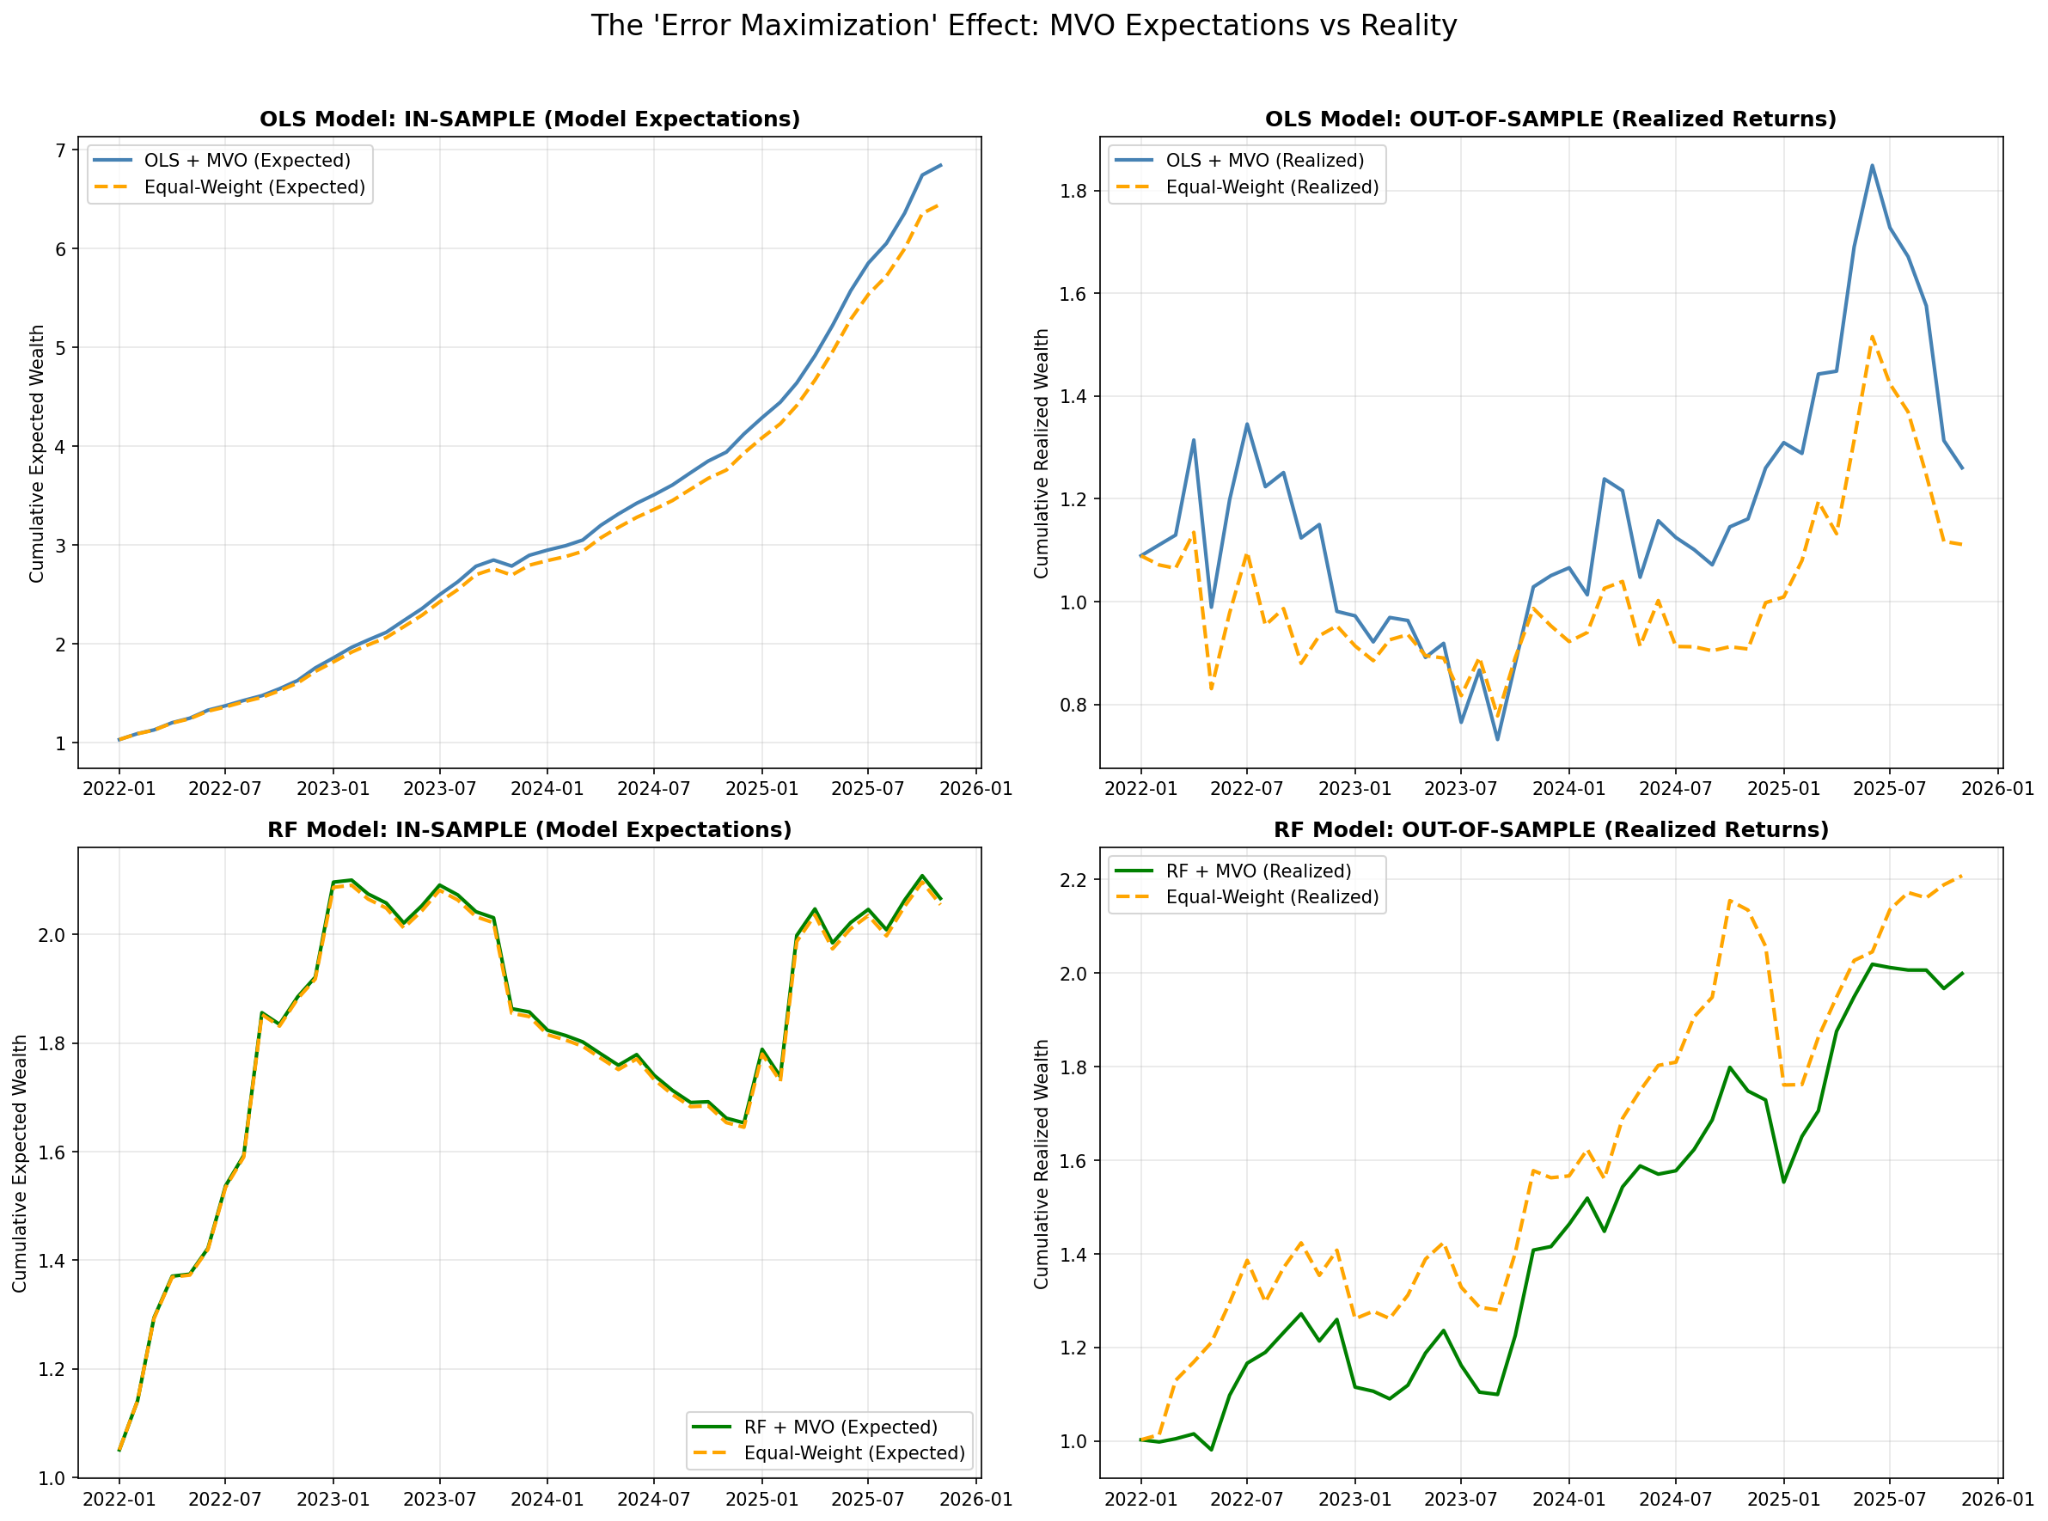 The 'Error Maximization' Effect: MVO Expectations vs Reality
OLS Model: IN-SAMPLE (Model Expectations)
OLS + MVO (Expected)
Equal-Weight (Expected)
Cumulative Expected Wealth
7
6
5
4
3
2
1
2022-01 2022-07 2023-01 2023-07 2024-01 2024-07 2025-01 2025-07 2026-01
OLS Model: OUT-OF-SAMPLE (Realized Returns)
OLS + MVO (Realized)
Equal-Weight (Realized)
Cumulative Realized Wealth
1.8
1.6
1.4
1.2
1.0
0.8
2022-01 2022-07 2023-01 2023-07 2024-01 2024-07 2025-01 2025-07 2026-01
RF Model: IN-SAMPLE (Model Expectations)
Cumulative Expected Wealth
2.0
1.8
1.6
1.4
1.2
1.0
RF + MVO (Expected)
Equal-Weight (Expected)
2022-01 2022-07 2023-01 2023-07 2024-01 2024-07 2025-01 2025-07 2026-01
RF Model: OUT-OF-SAMPLE (Realized Returns)
RF + MVO (Realized)
Equal-Weight (Realized)
Cumulative Realized Wealth
2.2
2.0
1.8
1.6
1.4
1.2
1.0
2022-01 2022-07 2023-01 2023-07 2024-01 2024-07 2025-01 2025-07 2026-01